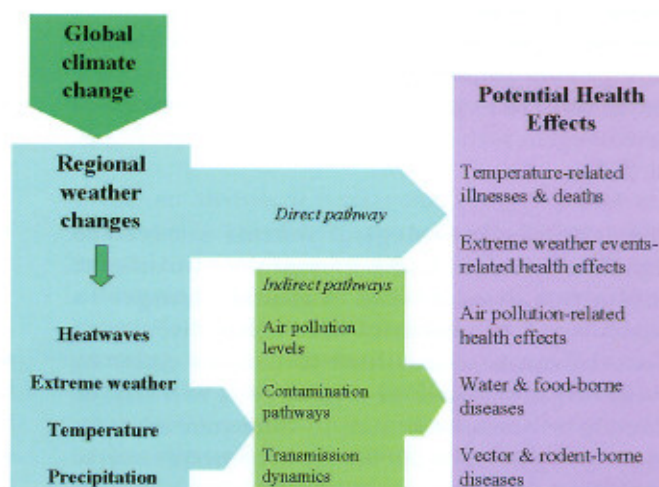 Global
climate
change
Regional
weather
changes
Heatwaves
Extreme weather
Temperature
Precipitation
Direct pathway
Indirect pathways
Air pollution
levels
Contamination
pathways
Transmission
dynamics
Potential Health
Effects
Temperature-related
illnesses & deaths
Extreme weather events-
related health effects
Air pollution-related
health effects
Water & food-borne
diseases
Vector & rodent-borne
diseases